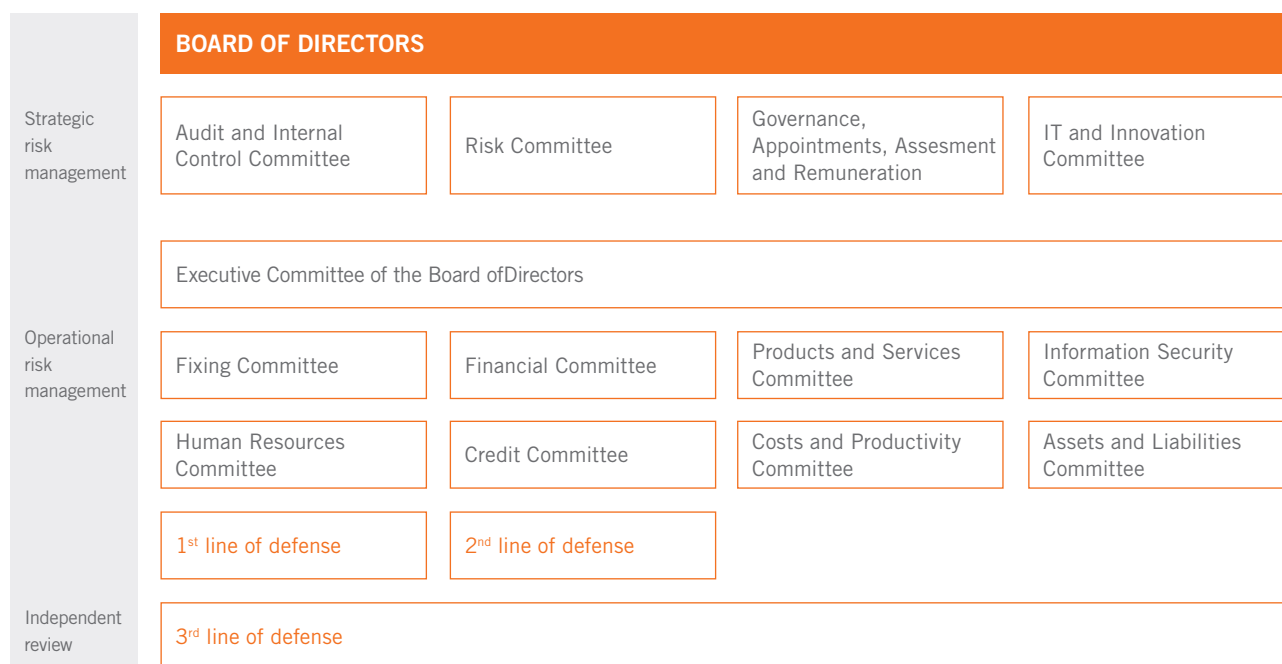 BOARD OF DIRECTORS
Strategic
risk
management
Audit and Internal
Control Committee
Risk Committee
Governance,
Appointments, Assesment
and Remuneration
IT and Innovation
Committee
Executive Committee of the Board ofDirectors
Operational
risk
management
Fixing Committee
Financial Committee
Products and Services
Committee
Information Security
Committee
Human Resources
Committee
Credit Committee
Costs and Productivity
Committee
Assets and Liabilities
Committee
1st line of defense
2nd line of defense
Independent
review
3rd line of defense